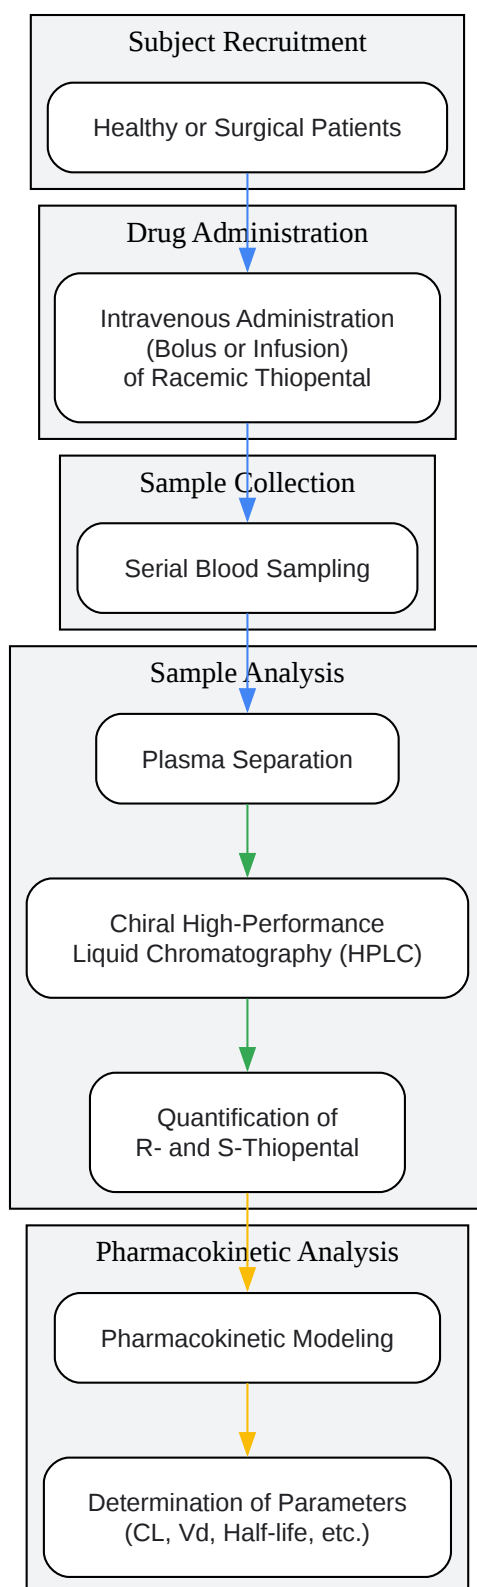 Subject Recruitment
Healthy or Surgical Patients
Drug Administration
Intravenous Administration
(Bolus or Infusion)
of Racemic Thiopental
Sample Collection
Serial Blood Sampling
Sample Analysis
Plasma Separation
Chiral High-Performance
Liquid Chromatography (HPLC)
Quantification of
R- and S-Thiopental
Pharmacokinetic Analysis
Pharmacokinetic Modeling
Determination of Parameters
(CL, Vd, Half-life, etc.)